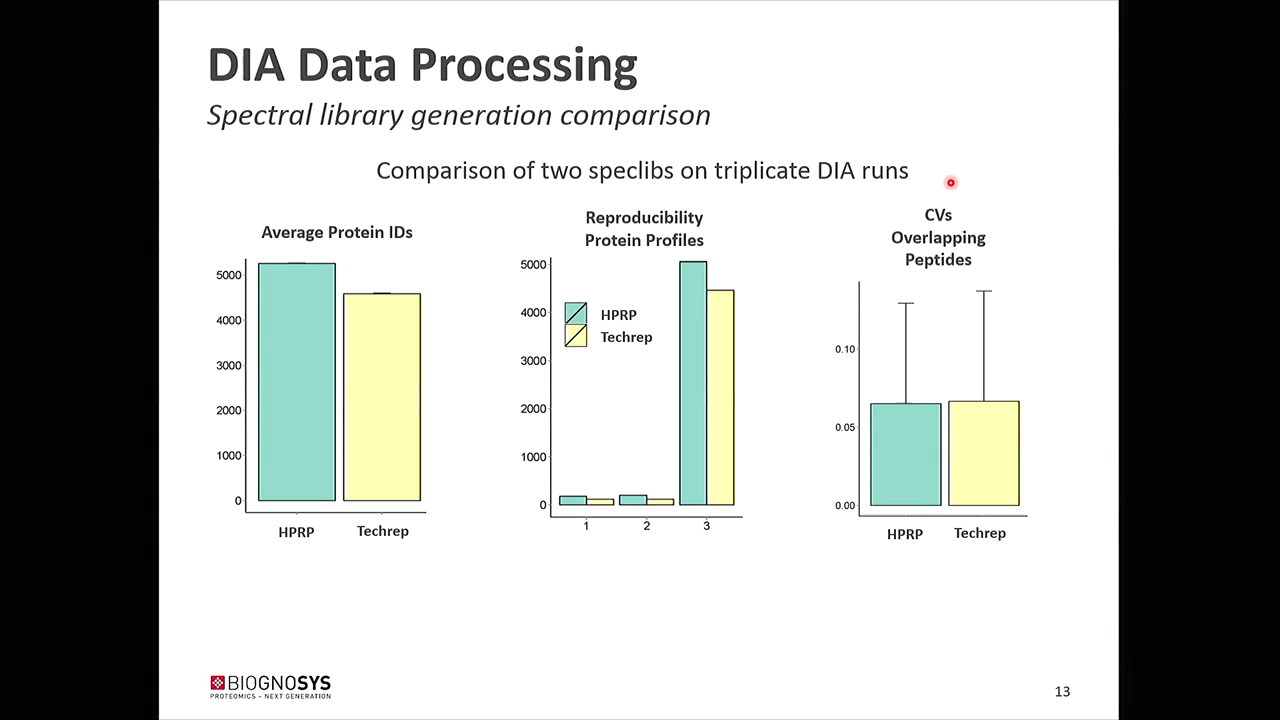 DIA Data Processing
Spectral library generation comparison
Comparison of two speclibs on triplicate DIA runs
Average Protein IDs
5000
4000
3000
2000
1000
0
HPRP
Techrep
Reproducibility
Protein Profiles
5000
4000
3000
2000
1000
0
HPRP
Techrep
1
2
3
CVs
Overlapping
Peptides
0.10
0.05
0.00
HPRP
Techrep
BIOGNOSYS
PROTEOMICS – NEXT GENERATION
13